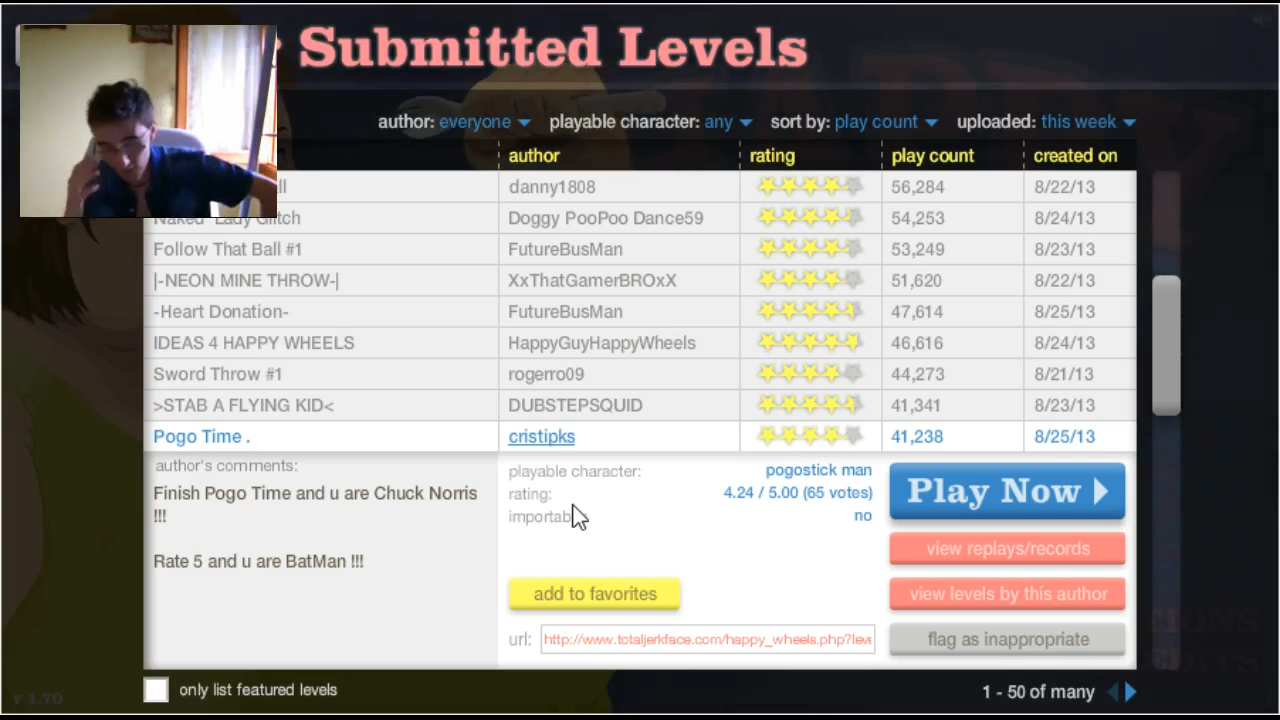 Submitted Levels
author: everyone playable character: any sort by: play count uploaded: this week
author rating play count created on
ll danny1808 56,284 8/22/13
Naked Lady Glitch Doggy PooPoo Dance59 54,253 8/24/13
Follow That Ball #1 FutureBusMan 53,249 8/23/13
|-NEON MINE THROW-| XxThatGamerBROxX 51,620 8/22/13
-Heart Donation- FutureBusMan 47,614 8/25/13
IDEAS 4 HAPPY WHEELS HappyGuyHappyWheels 46,616 8/24/13
Sword Throw #1 rogerro09 44,273 8/21/13
>STAB A FLYING KID< DUBSTEPSQUID 41,341 8/23/13
Pogo Time . cristipks 41,238 8/25/13
author's comments:
Finish Pogo Time and u are Chuck Norris
!!!
Rate 5 and u are BatMan !!!
playable character: pogostick man
rating: 4.24 / 5.00 (65 votes)
importab no
add to favorites
url: http://www.totaljerkface.com/happy_wheels.php?leve
Play Now
view replays/records
view levels by this author
flag as inappropriate
only list featured levels
1 - 50 of many
v 1.70